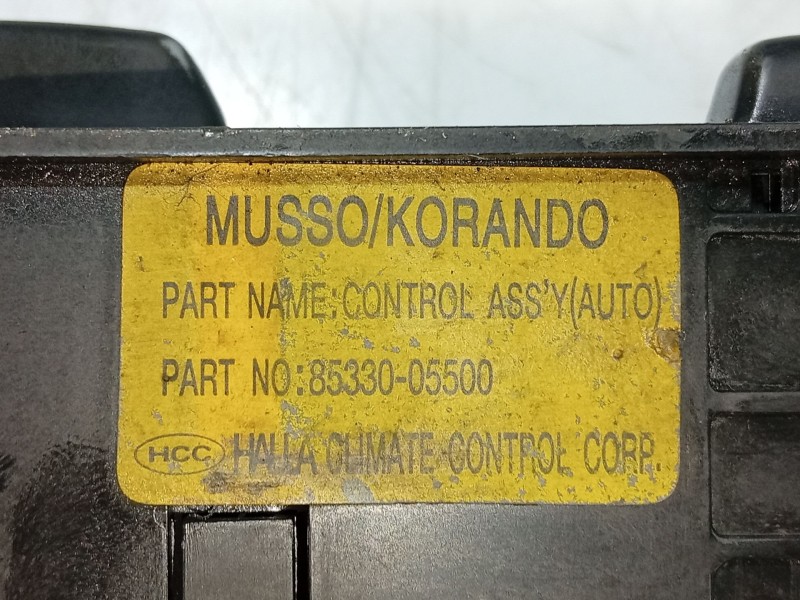 MUSSO/KORANDO
PART NAME:CONTROL ASS'Y(AUTO)
PART NO:85330-05500
HCC HALLA CLIMATE CONTROL CORP.